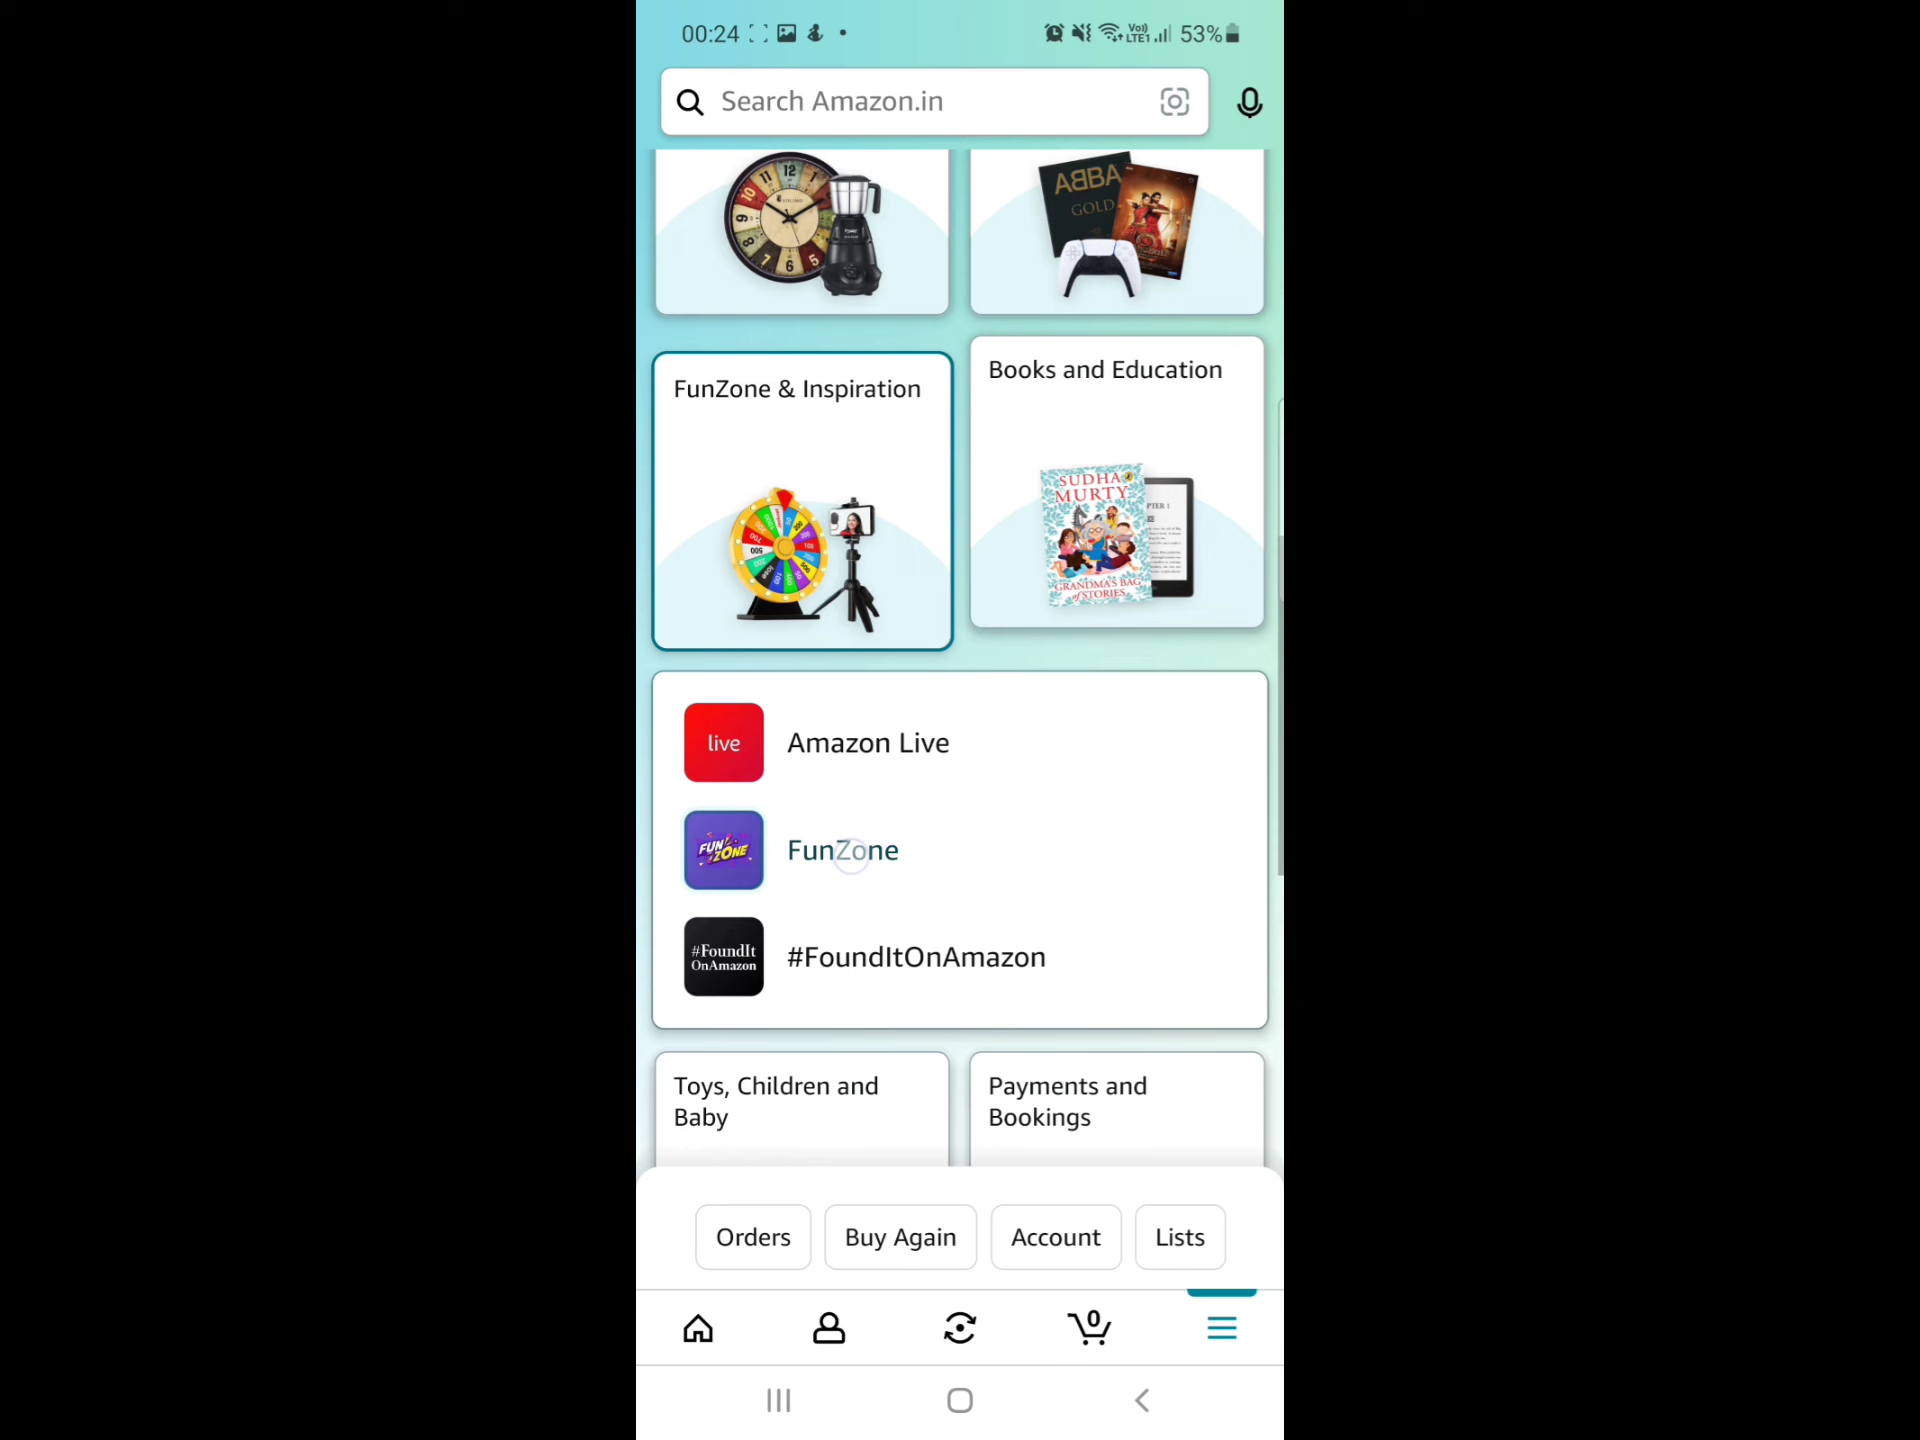 00:24
Vo))
LTE1
53%
Search Amazon.in
ABBA
GOLD
FunZone & Inspiration
Books and Education
SUDHA
MURTY
GRANDMA'S BAG
of STORIES
live
Amazon Live
FUN
ZONE
FunZone
#FoundIt
OnAmazon
#FoundItOnAmazon
Toys, Children and
Baby
Payments and
Bookings
Orders
Buy Again
Account
Lists
0